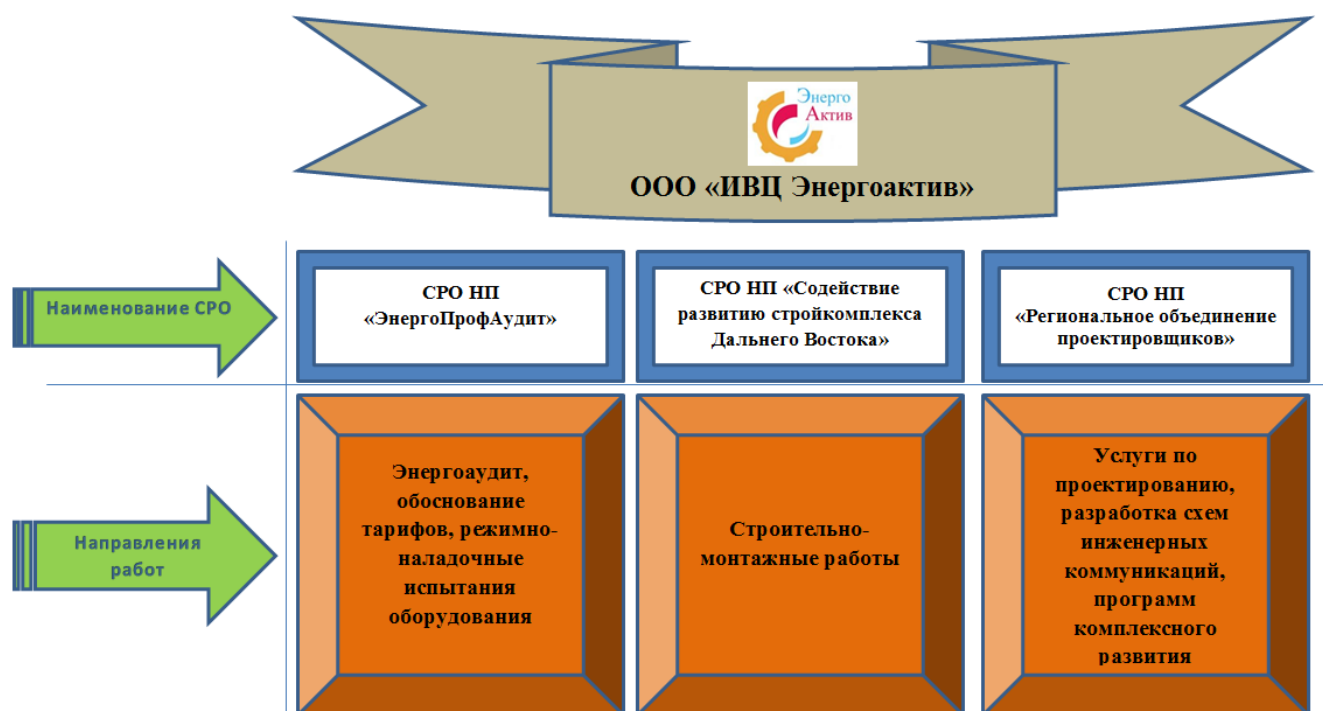 Энерго
Актив
ООО «ИВЦ Энергоактив»
Наименование СРО
СРО НП
«ЭнергоПрофАудит»
СРО НП «Содействие
развитию стройкомплекса
Дальнего Востока»
СРО НП
«Региональное объединение
проектировщиков»
Направления
работ
Энергоаудит,
обоснование
тарифов, режимно-
наладочные
испытания
оборудования
Строительно-
монтажные работы
Услуги по
проектированию,
разработка схем
инженерных
коммуникаций,
программ
комплексного
развития